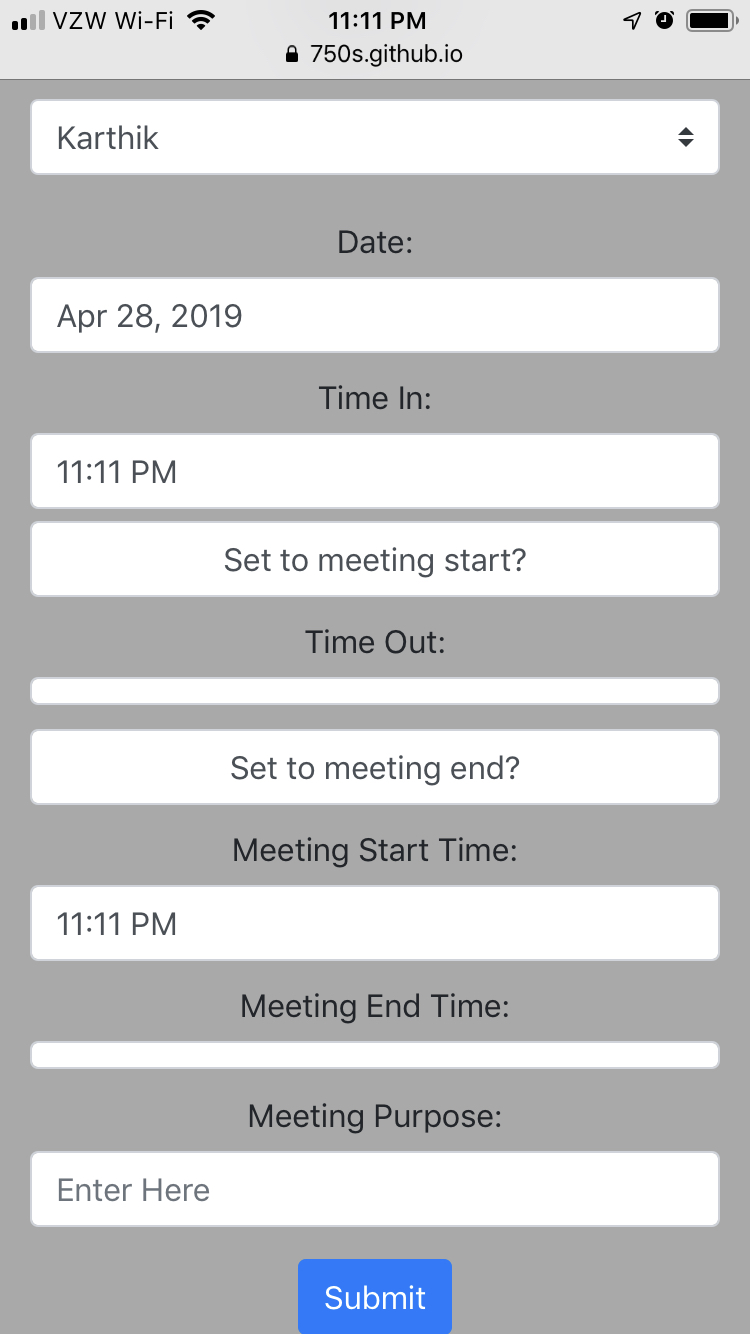 VZW Wi-Fi 11:11 PM
750s.github.io
Karthik
Date:
Apr 28, 2019
Time In:
11:11 PM
Set to meeting start?
Time Out:
Set to meeting end?
Meeting Start Time:
11:11 PM
Meeting End Time:
Meeting Purpose:
Enter Here
Submit